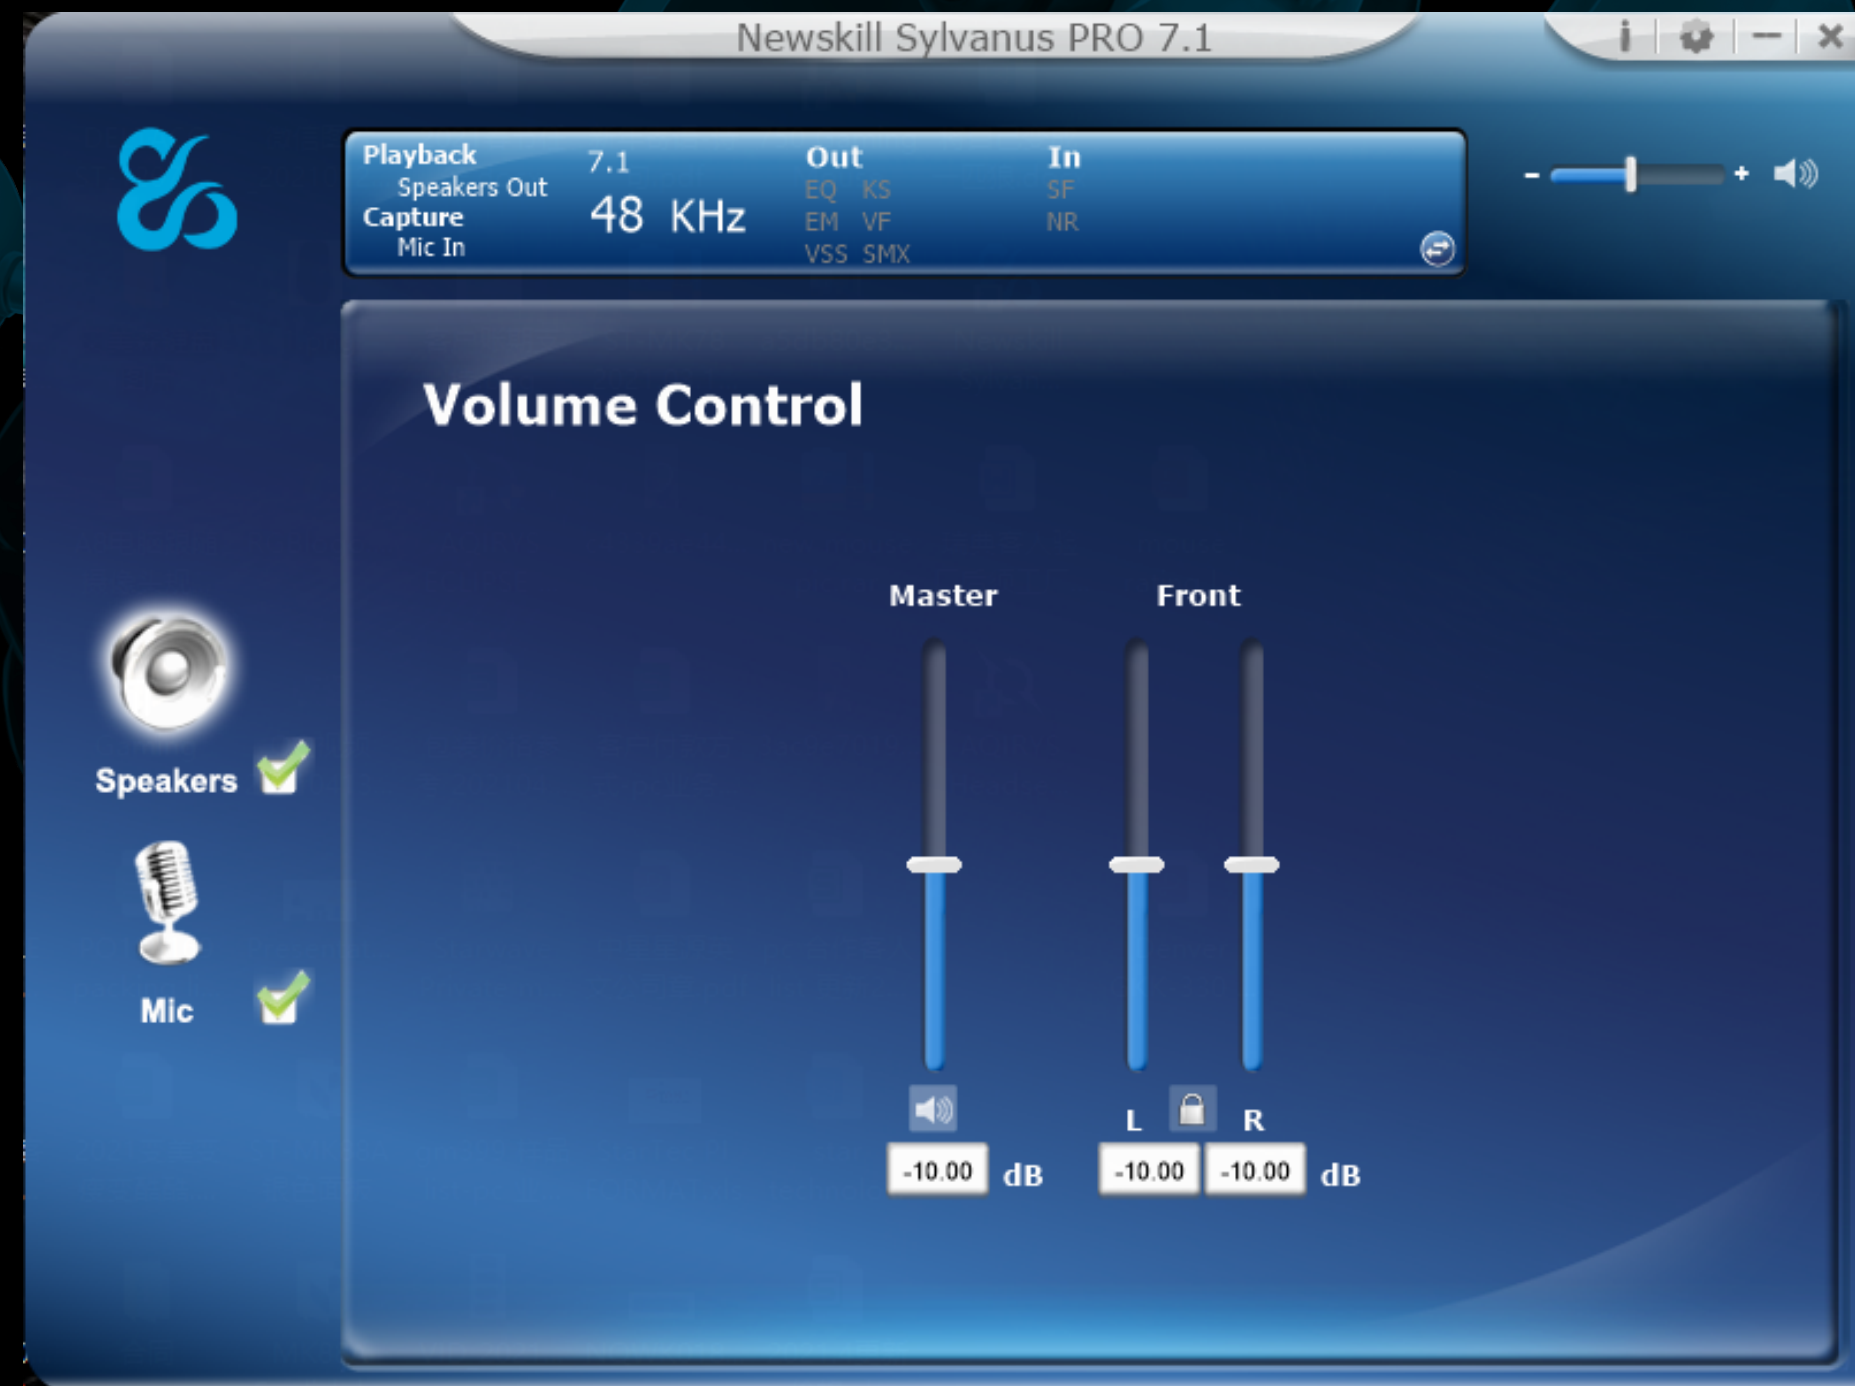 Newskill Sylvanus PRO 7.1
i
Playback 7.1 Out In
Speakers Out EQ KS SF
Capture 48 KHz EM VF NR
Mic In VSS SMX
- +
Volume Control
Master Front
Speakers
Mic
L R
-10.00 dB -10.00 -10.00 dB